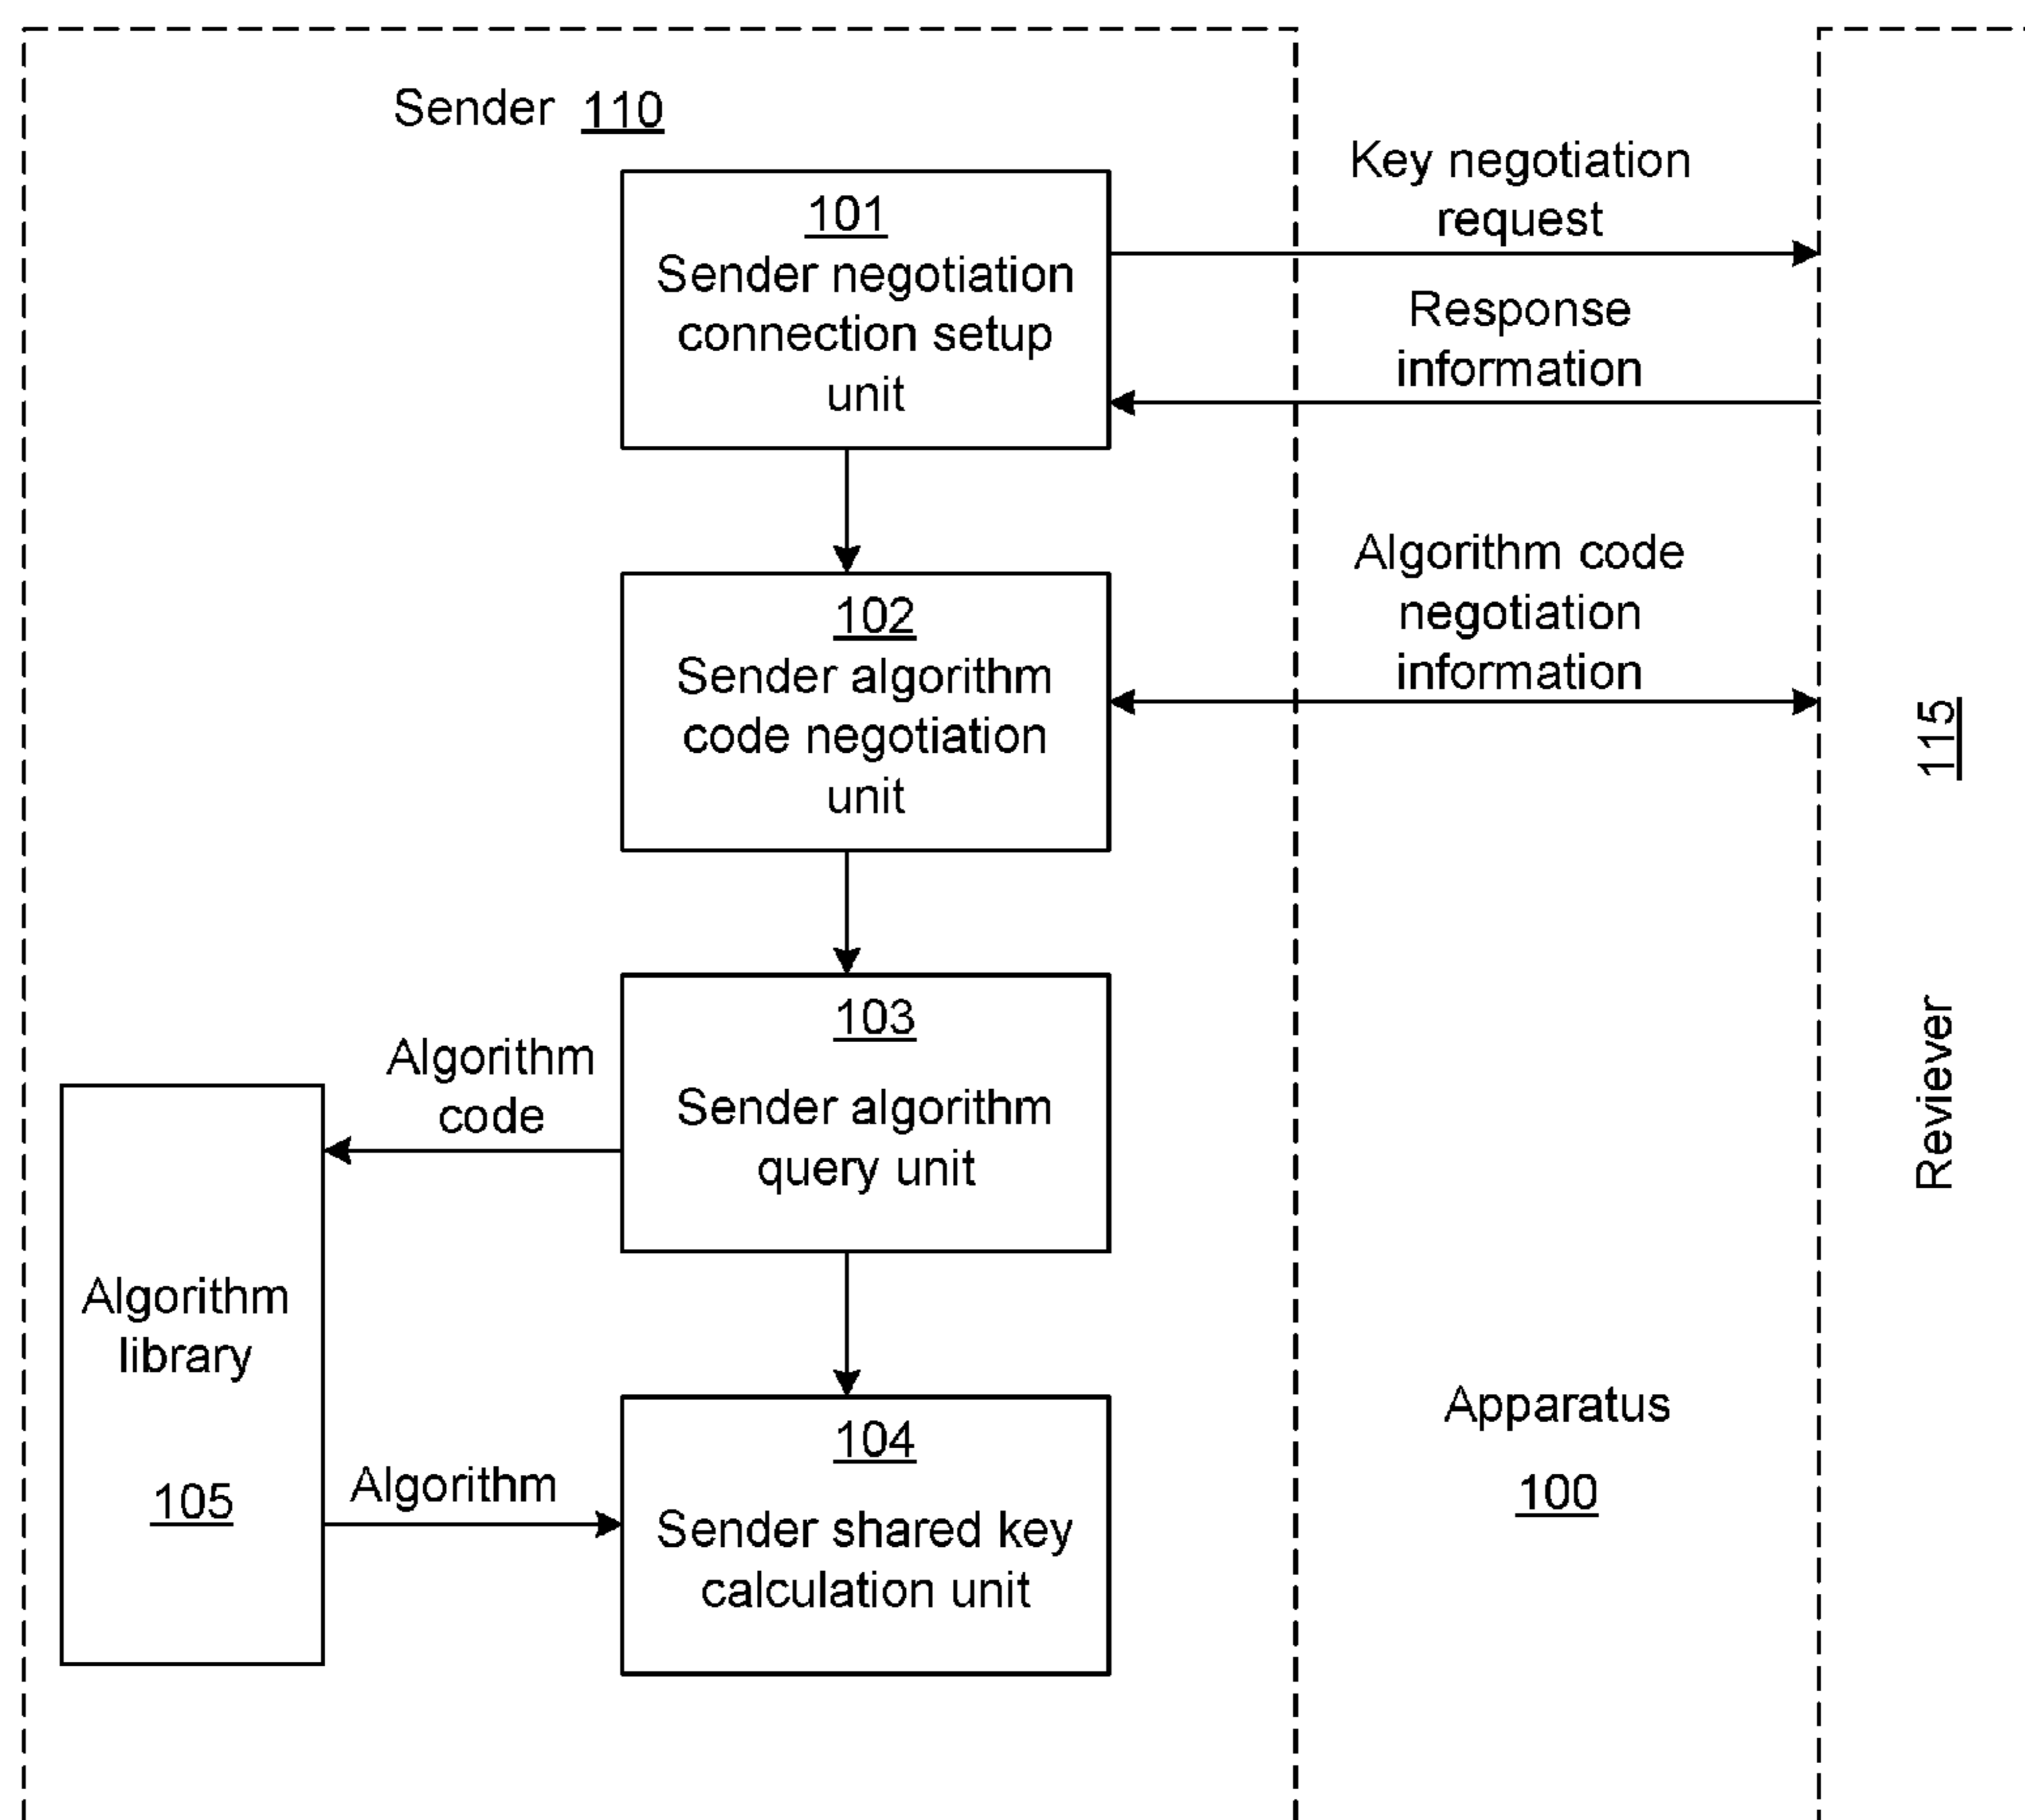 Sender 110
101
Sender negotiation
connection setup
unit
Key negotiation
request
Response
information
102
Sender algorithm
code negotiation
unit
Algorithm code
negotiation
information
115
Reviever
103
Sender algorithm
query unit
Algorithm
code
Algorithm
library
105
Algorithm
104
Sender shared key
calculation unit
Apparatus
100